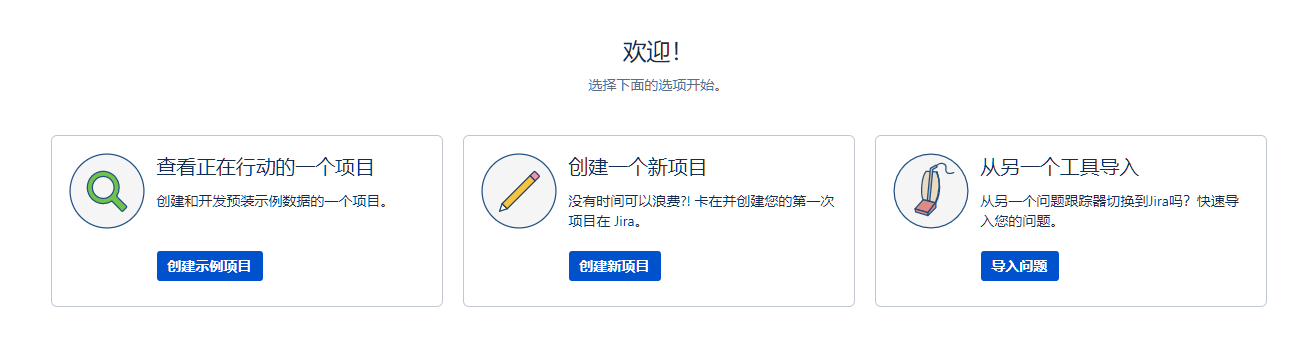 欢迎！
选择下面的选项开始。
查看正在行动的一个项目
创建和开发预装示例数据的一个项目。
创建示例项目
创建一个新项目
没有时间可以浪费?! 卡在并创建您的第一次
项目在 Jira。
创建新项目
从另一个工具导入
从另一个问题跟踪器切换到Jira吗？快速导
入您的问题。
导入问题